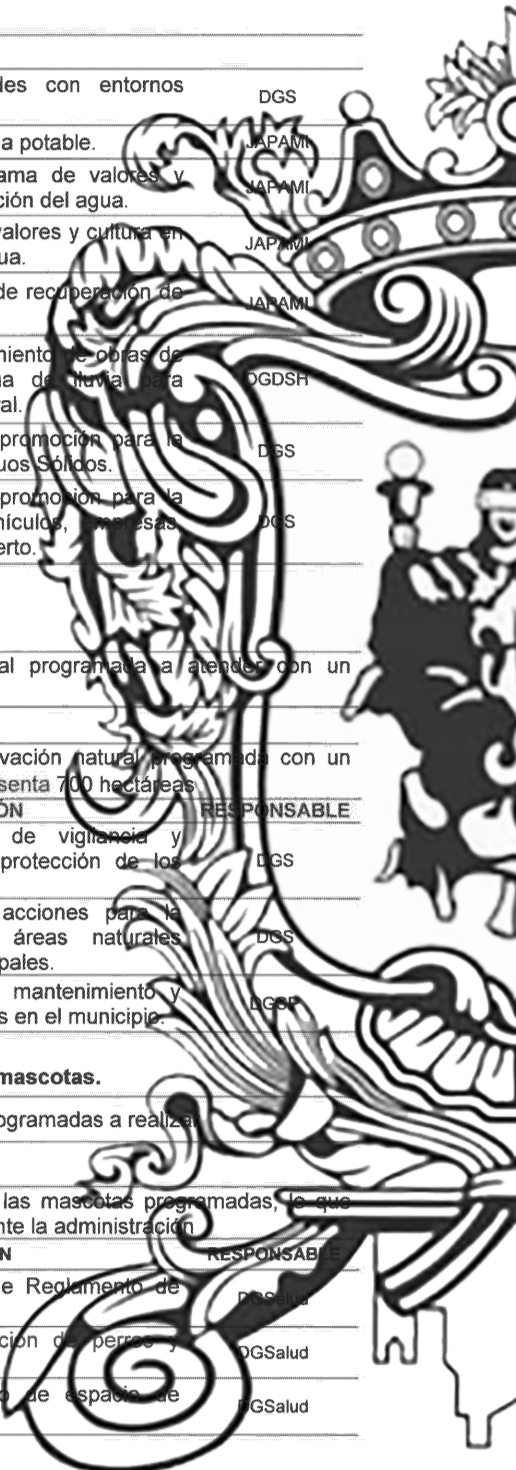 des con entornos
DGS
a potable.
JAPAMI
ama de valores y
ción del agua.
JAPAMI
valores y cultura en
ua.
JAPAMI
de recuperación de
JAPAMI
miento de obras de
ua de lluvia para
ral.
DGDSH
promoción para la
uos Sólidos.
DGS
promoción para la
hículos, empresas,
erto.
DGS
al programada a atender con un
vación natural programada con un
senta 700 hectáreas
ÓN RESPONSABLE
de vigilancia y
protección de los
DGS
acciones para la
áreas naturales
pales.
DGS
mantenimiento y
s en el municipio.
DGSP
mascotas.
ogramadas a realizar
las mascotas programadas, lo que
nte la administración
N RESPONSABLE
e Reglamento de
DGSalud
ción de perros y
DGSalud
o de espacio de
DGSalud